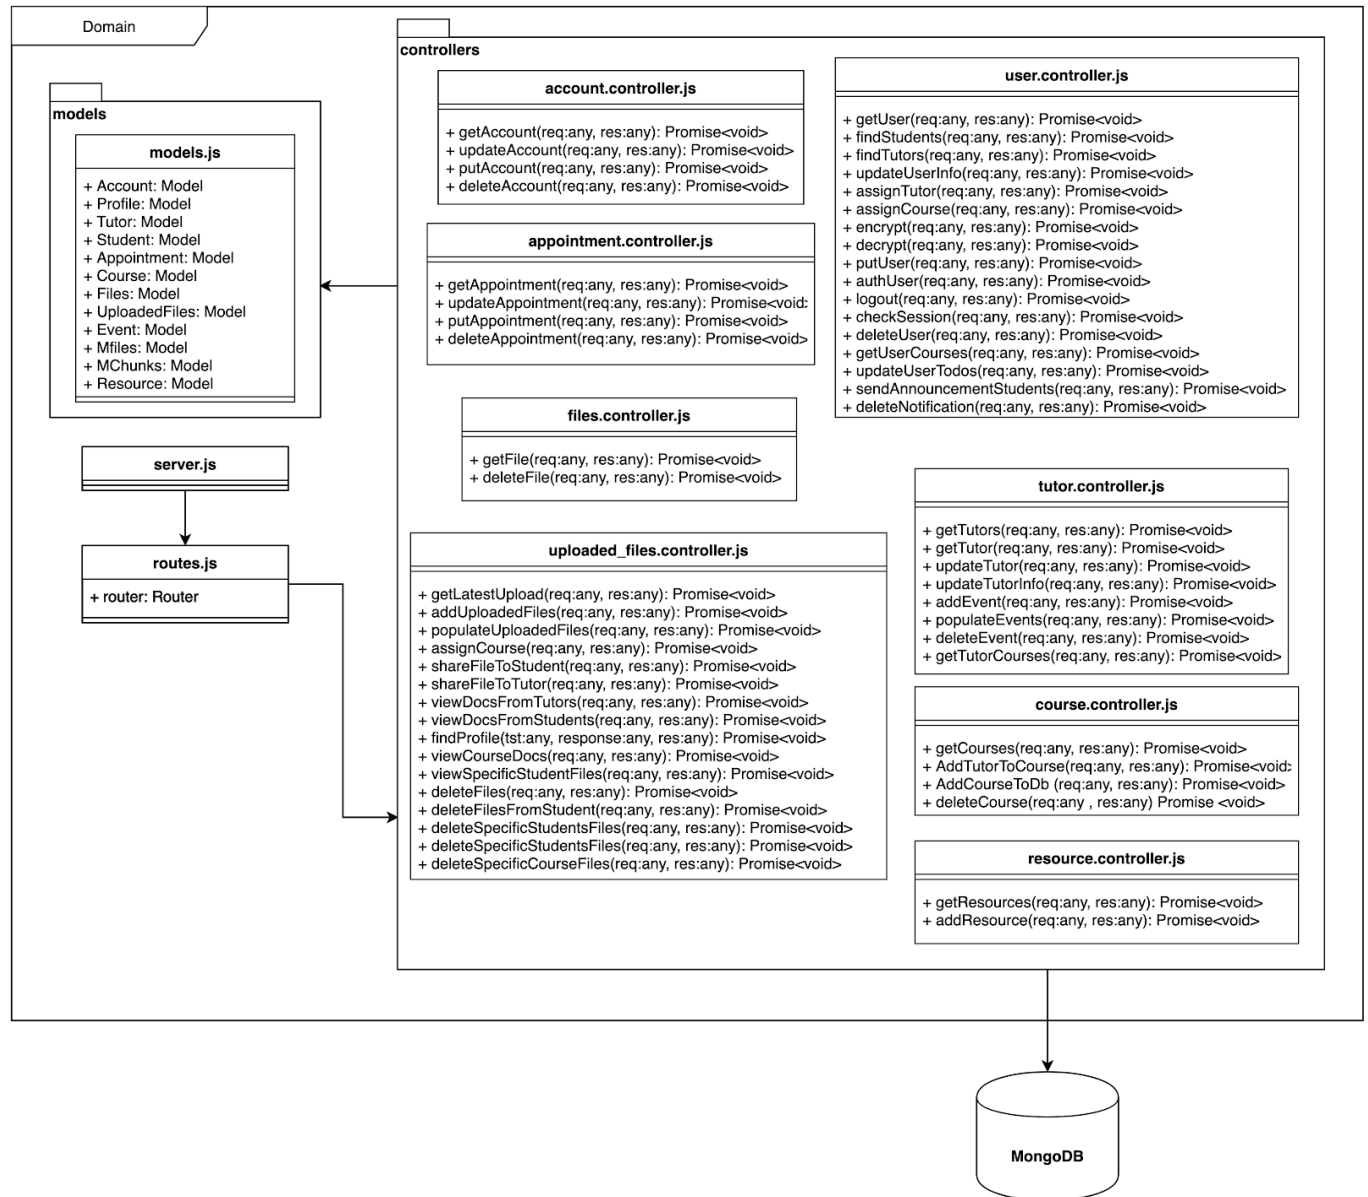 Domain
controllers
models
models.js
+ Account: Model
+ Profile: Model
+ Tutor: Model
+ Student: Model
+ Appointment: Model
+ Course: Model
+ Files: Model
+ UploadedFiles: Model
+ Event: Model
+ Mfiles: Model
+ MChunks: Model
+ Resource: Model
server.js
routes.js
+ router: Router
account.controller.js
+ getAccount(req:any, res:any): Promise<void>
+ updateAccount(req:any, res:any): Promise<void>
+ putAccount(req:any, res:any): Promise<void>
+ deleteAccount(req:any, res:any): Promise<void>
appointment.controller.js
+ getAppointment(req:any, res:any): Promise<void>
+ updateAppointment(req:any, res:any): Promise<void:
+ putAppointment(req:any, res:any): Promise<void>
+ deleteAppointment(req:any, res:any): Promise<void>
files.controller.js
+ getFile(req:any, res:any): Promise<void>
+ deleteFile(req:any, res:any): Promise<void>
uploaded_files.controller.js
+ getLatestUpload(req:any, res:any): Promise<void>
+ addUploadedFiles(req:any, res:any): Promise<void>
+ populateUploadedFiles(req:any, res:any): Promise<void>
+ assignCourse(req:any, res:any): Promise<void>
+ shareFileToStudent(req:any, res:any): Promise<void>
+ shareFileToTutor(req:any, res:any): Promise<void>
+ viewDocsFromTutors(req:any, res:any): Promise<void>
+ viewDocsFromStudents(req:any, res:any): Promise<void>
+ findProfile(tst:any, response:any, res:any): Promise<void>
+ viewCourseDocs(req:any, res:any): Promise<void>
+ viewSpecificStudentFiles(req:any, res:any): Promise<void>
+ deleteFiles(req:any, res:any): Promise<void>
+ deleteFilesFromStudent(req:any, res:any): Promise<void>
+ deleteSpecificStudentsFiles(req:any, res:any): Promise<void>
+ deleteSpecificStudentsFiles(req:any, res:any): Promise<void>
+ deleteSpecificCourseFiles(req:any, res:any): Promise<void>
user.controller.js
+ getUser(req:any, res:any): Promise<void>
+ findStudents(req:any, res:any): Promise<void>
+ findTutors(req:any, res:any): Promise<void>
+ updateUserInfo(req:any, res:any): Promise<void>
+ assignTutor(req:any, res:any): Promise<void>
+ assignCourse(req:any, res:any): Promise<void>
+ encrypt(req:any, res:any): Promise<void>
+ decrypt(req:any, res:any): Promise<void>
+ putUser(req:any, res:any): Promise<void>
+ authUser(req:any, res:any): Promise<void>
+ logout(req:any, res:any): Promise<void>
+ checkSession(req:any, res:any): Promise<void>
+ deleteUser(req:any, res:any): Promise<void>
+ getUserCourses(req:any, res:any): Promise<void>
+ updateUserTodos(req:any, res:any): Promise<void>
+ sendAnnouncementStudents(req:any, res:any): Promise<void>
+ deleteNotification(req:any, res:any): Promise<void>
tutor.controller.js
+ getTutors(req:any, res:any): Promise<void>
+ getTutor(req:any, res:any): Promise<void>
+ updateTutor(req:any, res:any): Promise<void>
+ updateTutorInfo(req:any, res:any): Promise<void>
+ addEvent(req:any, res:any): Promise<void>
+ populateEvents(req:any, res:any): Promise<void>
+ deleteEvent(req:any, res:any): Promise<void>
+ getTutorCourses(req:any, res:any): Promise<void>
course.controller.js
+ getCourses(req:any, res:any): Promise<void>
+ AddTutorToCourse(req:any, res:any): Promise<void:
+ AddCourseToDb (req:any, res:any): Promise<void>
+ deleteCourse(req:any , res:any) Promise <void>
resource.controller.js
+ getResources(req:any, res:any): Promise<void>
+ addResource(req:any, res:any): Promise<void>
MongoDB